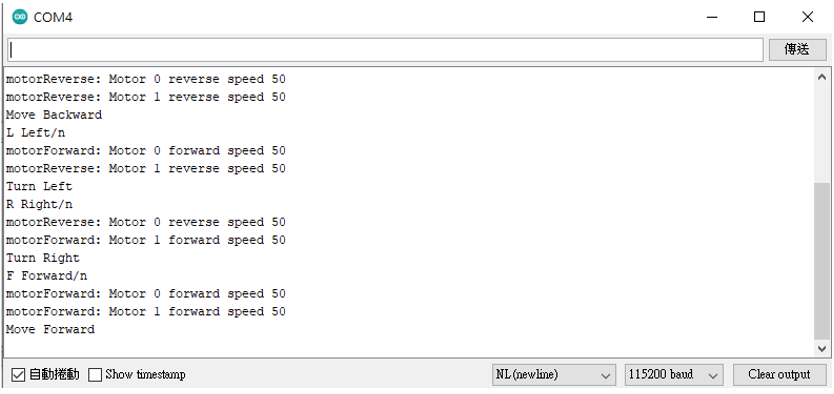 COM4
傳送
motorReverse: Motor 0 reverse speed 50
motorReverse: Motor 1 reverse speed 50
Move Backward
L Left/n
motorForward: Motor 0 forward speed 50
motorReverse: Motor 1 reverse speed 50
Turn Left
R Right/n
motorReverse: Motor 0 reverse speed 50
motorForward: Motor 1 forward speed 50
Turn Right
F Forward/n
motorForward: Motor 0 forward speed 50
motorForward: Motor 1 forward speed 50
Move Forward
自動捲動 Show timestamp NL(newline) 115200 baud Clear output